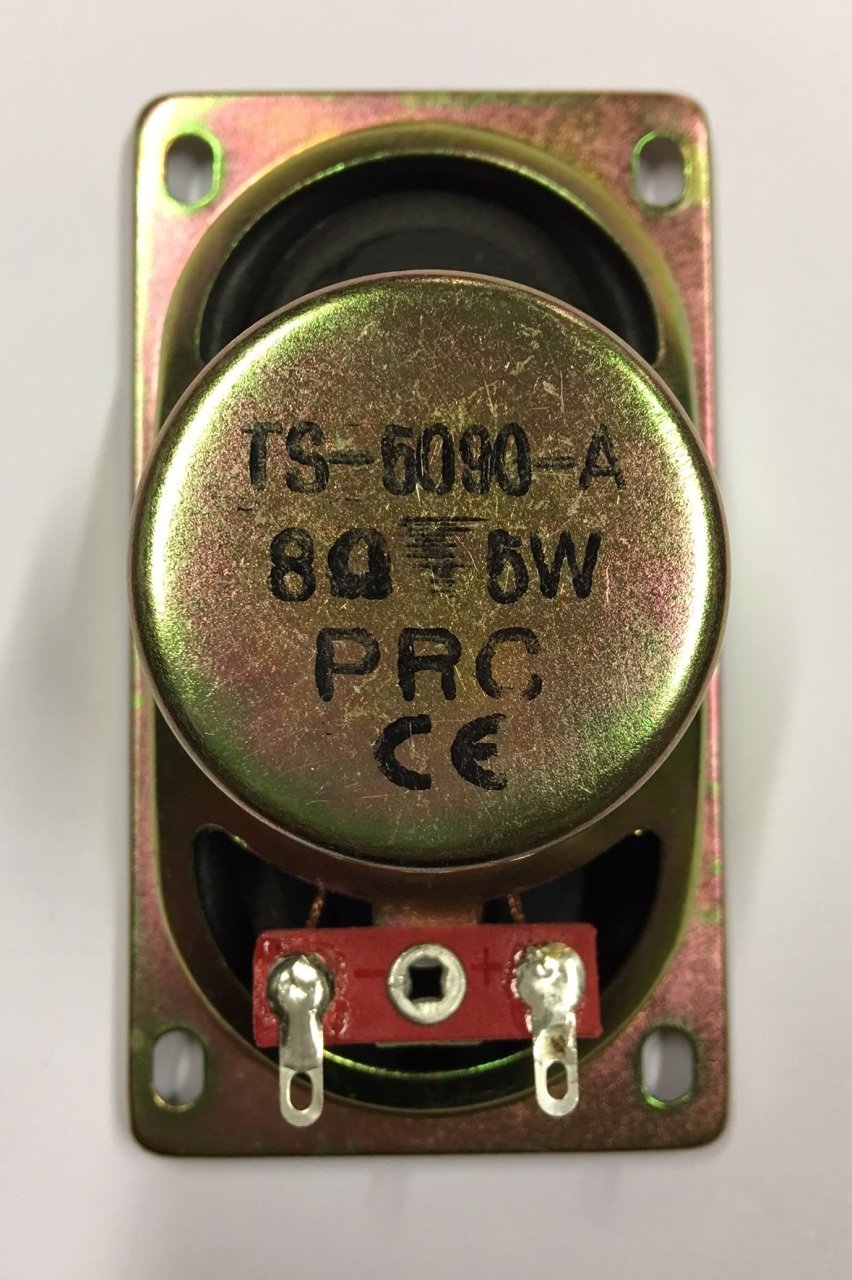 TS-5090-A
8Ω 5W
PRC
CE
- +